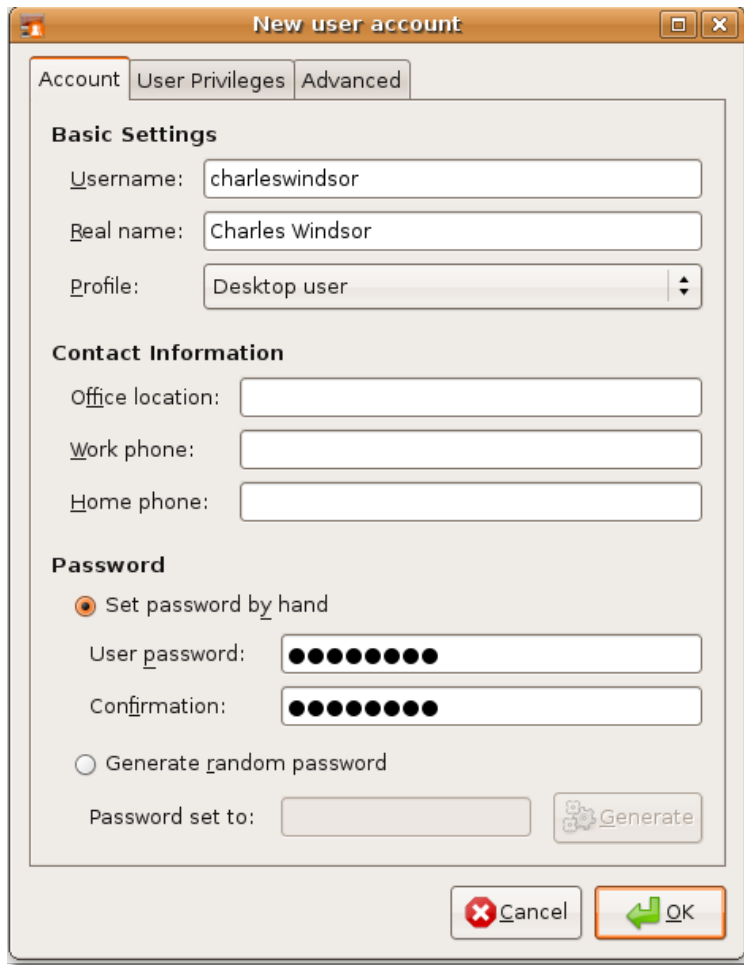 New user account
Account User Privileges Advanced
Basic Settings
Username: charleswindsor
Real name: Charles Windsor
Profile: Desktop user
Contact Information
Office location:
Work phone:
Home phone:
Password
Set password by hand
User password: ●●●●●●●●
Confirmation: ●●●●●●●●
Generate random password
Password set to: Generate
Cancel OK